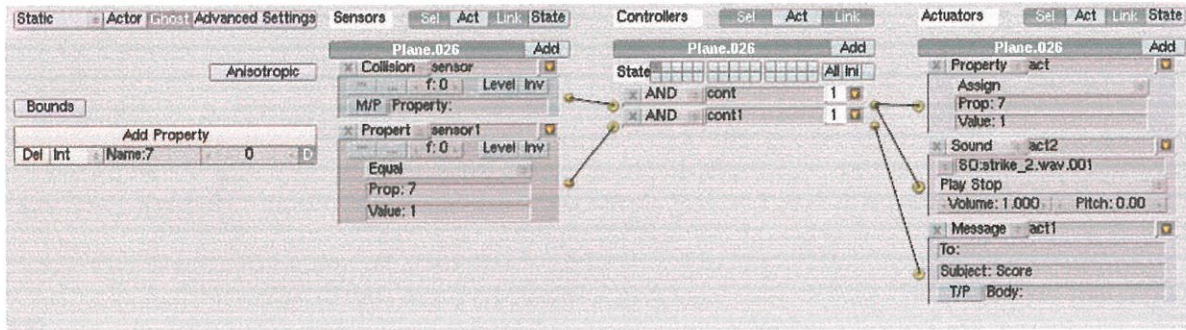 Static Actor Ghost Advanced Settings
Anisotropic
Bounds
Add Property
Del Int Name:7 0 D
Sensors Sel Act Link State
Plane.026 Add
X Collision sensor
f:0 Level Inv
M/P Property:
X Propert sensor1
f:0 Level Inv
Equal
Prop: 7
Value: 1
Controllers Sel Act Link
Plane.026 Add
State All Ini
X AND cont 1
X AND cont1 1
Actuators Sel Act Link State
Plane.026 Add
X Property act
Assign
Prop: 7
Value: 1
X Sound act2
SO:strike_2.wav.001
Play Stop
Volume: 1.000 Pitch: 0.00
X Message act1
To:
Subject: Score
T/P Body: